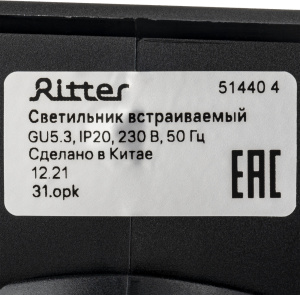 Ritter 51440 4
Светильник встраиваемый
GU5.3, IP20, 230 В, 50 Гц
Сделано в Китае
12.21
31.opk
EAC